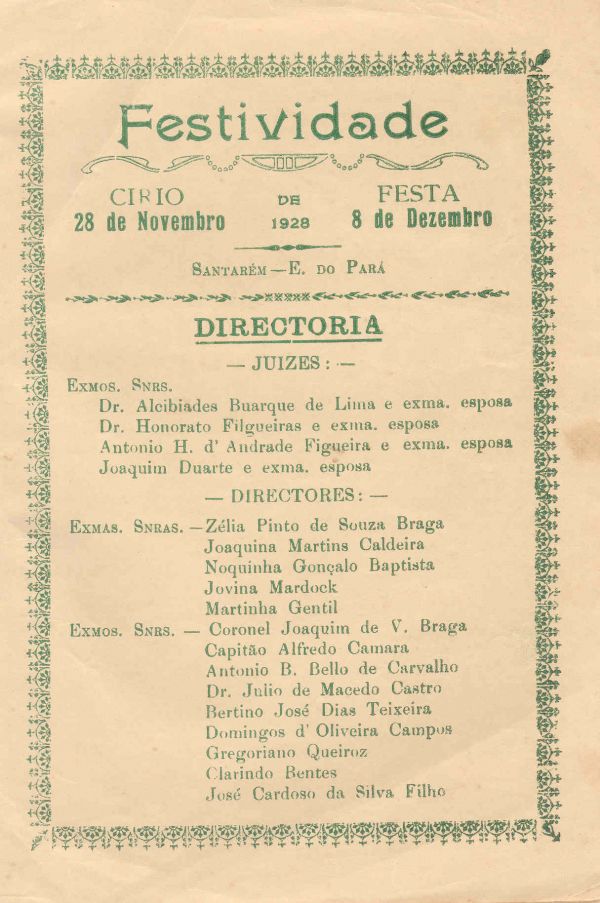 Festividade
CIRIO DE FESTA
28 de Novembro 1928 8 de Dezembro
SANTARÉM — E. DO PARÁ
DIRECTORIA
— JUIZES: —
EXMOS. SNRS.
Dr. Alcibiades Buarque de Lima e exma. esposa
Dr. Honorato Filgueiras e exma. esposa
Antonio H. d' Andrade Figueira e exma. esposa
Joaquim Duarte e exma. esposa
— DIRECTORES: —
EXMAS. SNRAS. — Zélia Pinto de Souza Braga
Joaquina Martins Caldeira
Noquinha Gonçalo Baptista
Jovina Mardock
Martinha Gentil
EXMOS. SNRS. — Coronel Joaquim de V. Braga
Capitão Alfredo Camara
Antonio B. Bello de Carvalho
Dr. Julio de Macedo Castro
Bertino José Dias Teixeira
Domingos d' Oliveira Campos
Gregoriano Queiroz
Clarindo Bentes
José Cardoso da Silva Filho